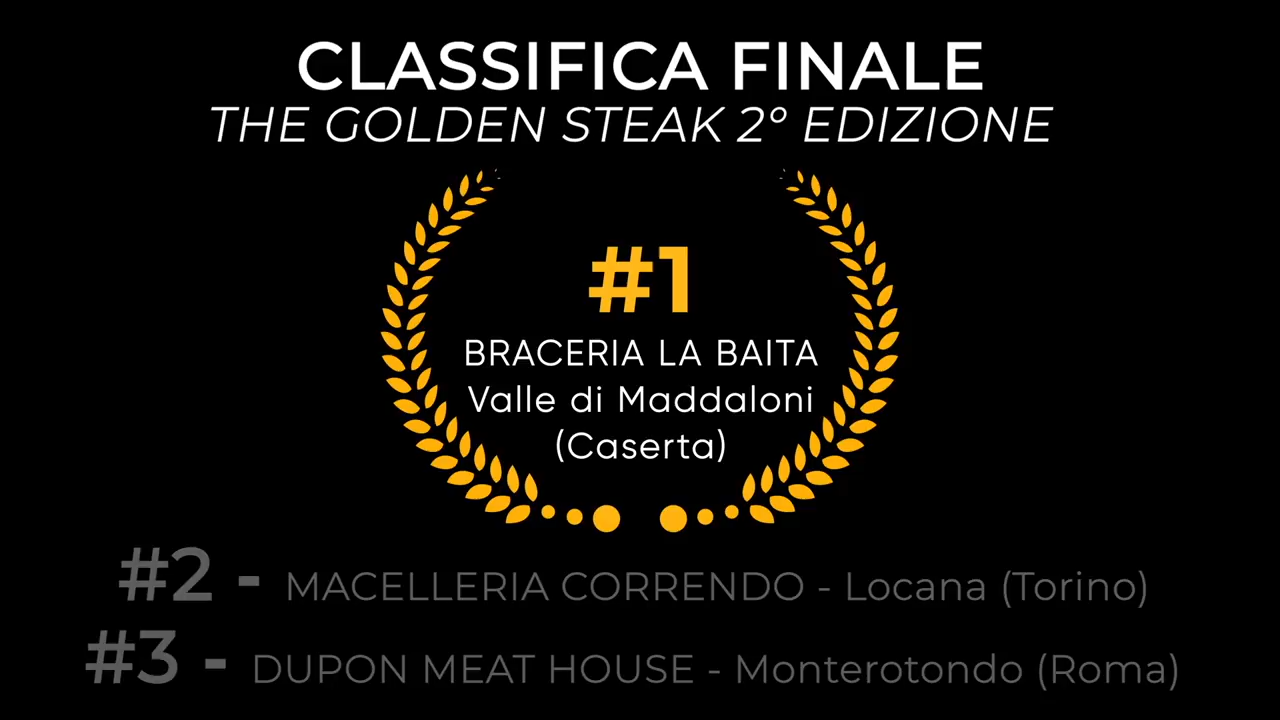 CLASSIFICA FINALE
THE GOLDEN STEAK 2° EDIZIONE
#1
BRACERIA LA BAITA
Valle di Maddaloni
(Caserta)
#2 - MACELLERIA CORRENDO - Locana (Torino)
#3 - DUPON MEAT HOUSE - Monterotondo (Roma)